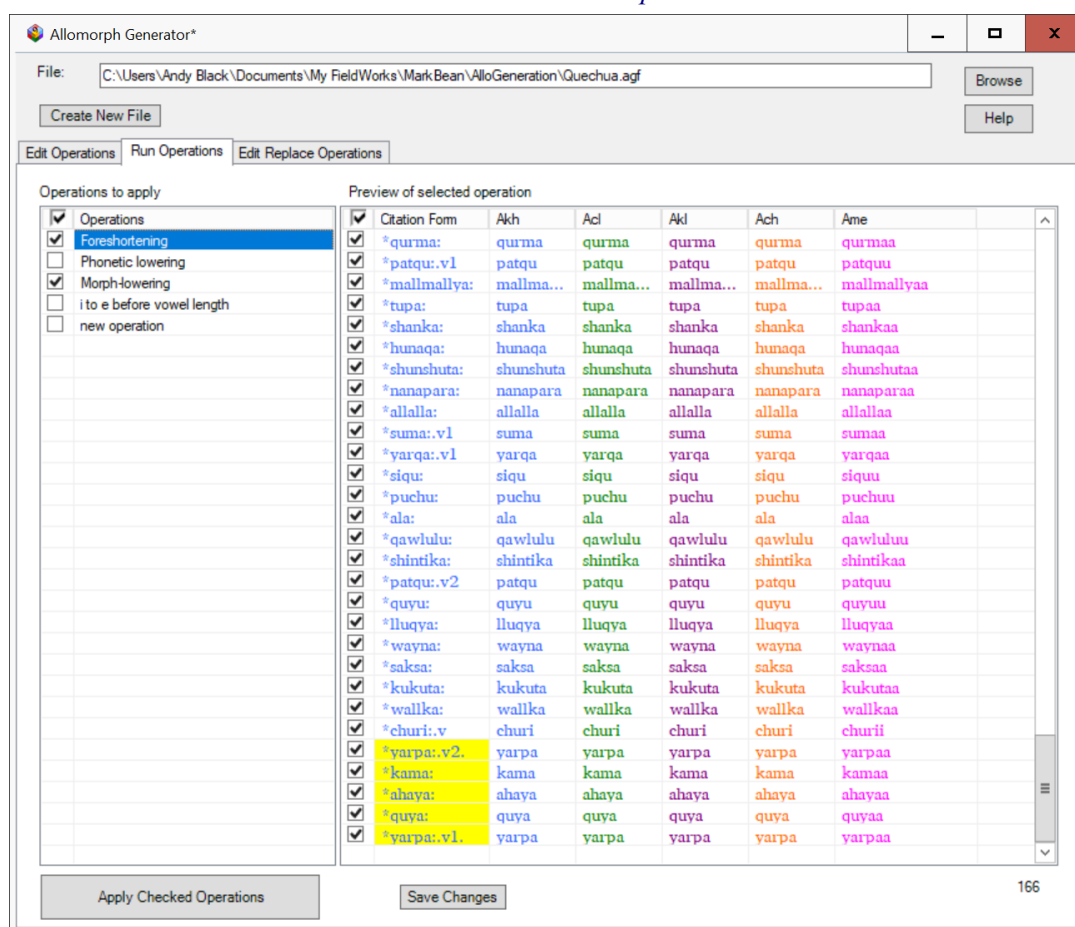 Allomorph Generator*
File: C:\Users\Andy Black\Documents\My FieldWorks\MarkBean\AlloGeneration\Quechua.agf Browse
Create New File Help
Edit Operations Run Operations Edit Replace Operations
Operations to apply Preview of selected operation
Operations Citation Form Akh Acl Akl Ach Ame
Foreshortening *qurma: qurma qurma qurma qurma qurmaa
Phonetic lowering *patqu:.v1 patqu patqu patqu patqu patquu
Morph-lowering *mallmallya: mallma... mallma... mallma... mallma... mallmallyaa
i to e before vowel length *tupa: tupa tupa tupa tupa tupaa
new operation *shanka: shanka shanka shanka shanka shankaa
*hunaqa: hunaqa hunaqa hunaqa hunaqa hunaqaa
*shunshuta: shunshuta shunshuta shunshuta shunshuta shunshutaa
*nanapara: nanapara nanapara nanapara nanapara nanaparaa
*allalla: allalla allalla allalla allalla allallaa
*suma:.v1 suma suma suma suma sumaa
*yarqa:.v1 yarqa yarqa yarqa yarqa yarqaa
*siqu: siqu siqu siqu siqu siquu
*puchu: puchu puchu puchu puchu puchuu
*ala: ala ala ala ala alaa
*qawlulu: qawlulu qawlulu qawlulu qawlulu qawluluu
*shintika: shintika shintika shintika shintika shintikaa
*patqu:.v2 patqu patqu patqu patqu patquu
*quyu: quyu quyu quyu quyu quyuu
*lluqya: lluqya lluqya lluqya lluqya lluqyaa
*wayna: wayna wayna wayna wayna waynaa
*saksa: saksa saksa saksa saksa saksaa
*kukuta: kukuta kukuta kukuta kukuta kukutaa
*wallka: wallka wallka wallka wallka wallkaa
*churi:.v churi churi churi churi churii
*yarpa:.v2. yarpa yarpa yarpa yarpa yarpaa
*kama: kama kama kama kama kamaa
*ahaya: ahaya ahaya ahaya ahaya ahayaa
*quya: quya quya quya quya quyaa
*yarpa:.v1. yarpa yarpa yarpa yarpa yarpaa
Apply Checked Operations Save Changes 166